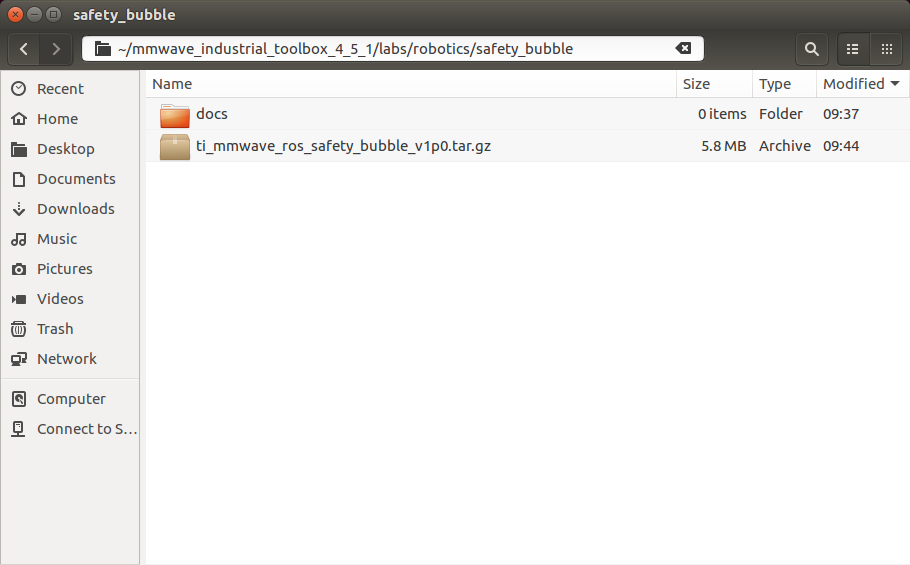 safety_bubble
~/mmwave_industrial_toolbox_4_5_1/labs/robotics/safety_bubble
Recent
Home
Desktop
Documents
Downloads
Music
Pictures
Videos
Trash
Network
Computer
Connect to S…
Name Size Type Modified
docs 0 items Folder 09:37
ti_mmwave_ros_safety_bubble_v1p0.tar.gz 5.8 MB Archive 09:44